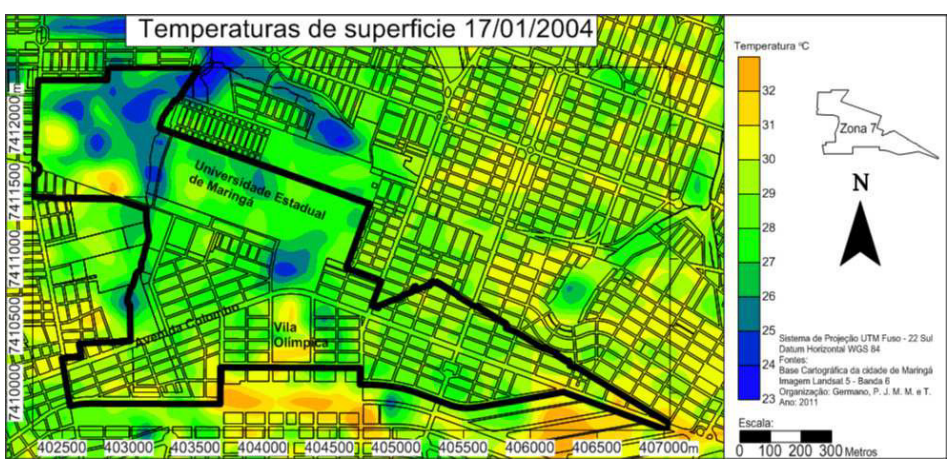 Temperaturas de superficie 17/01/2004
7412000m
7411500
7411000
7410500
7410000
Universidade Estadual
de Maringá
Avenida Colombo
Vila
Olímpica
402500
403000
403500
404000
404500
405000
405500
406000
406500
407000m
Temperatura °C
32
31
30
29
28
27
26
25
24
23
Zona 7
N
Sistema de Projeção UTM Fuso - 22 Sul
Datum Horizontal WGS 84
Fontes:
Base Cartográfica da cidade de Maringá
Imagem Landsat 5 - Banda 6
Organização: Germano, P. J. M. M. e T.
Ano: 2011
Escala:
0 100 200 300 Metros